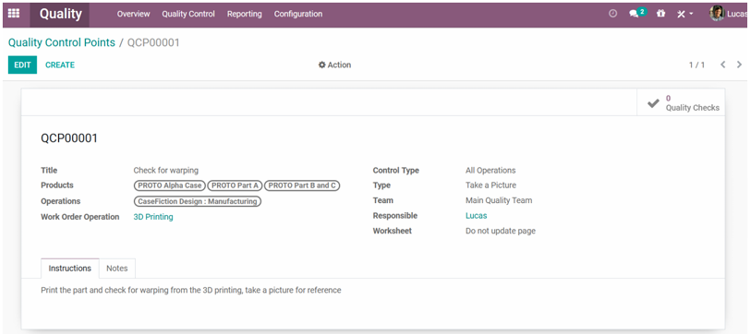 Quality Overview Quality Control Reporting Configuration 2 Lucas
Quality Control Points / QCP00001
EDIT CREATE Action 1 / 1
0
Quality Checks
QCP00001
Title Check for warping Control Type All Operations
Products PROTO Alpha Case PROTO Part A PROTO Part B and C Type Take a Picture
Operations CaseFiction Design : Manufacturing Team Main Quality Team
Work Order Operation 3D Printing Responsible Lucas
Worksheet Do not update page
Instructions Notes
Print the part and check for warping from the 3D printing, take a picture for reference